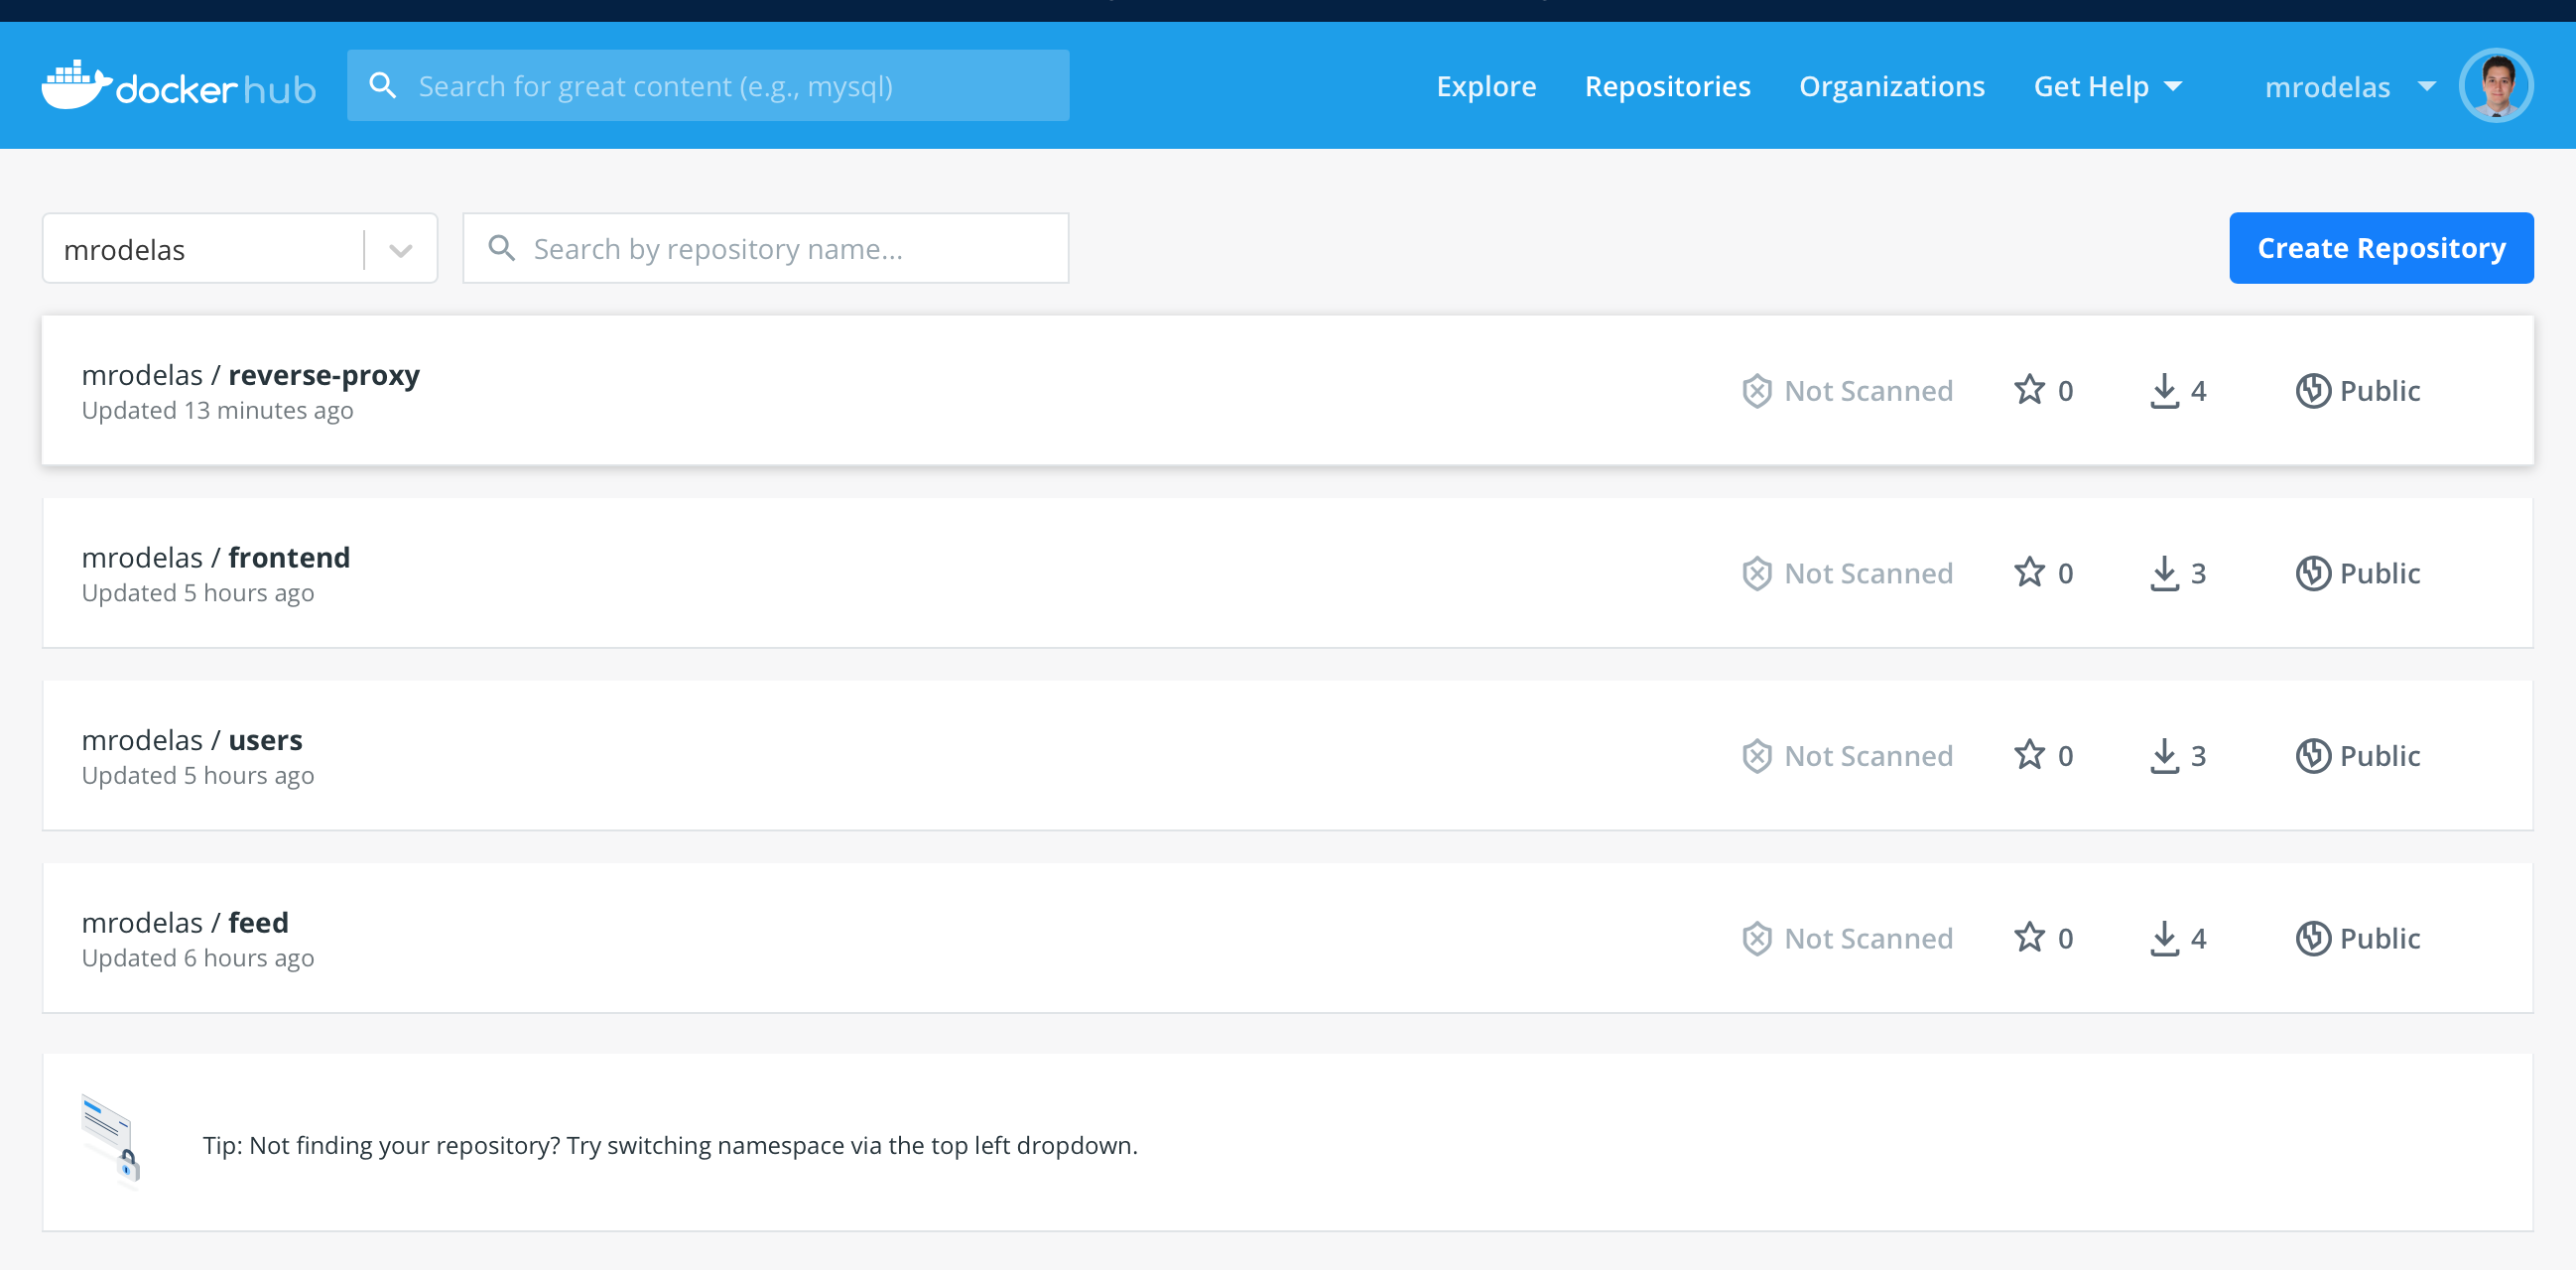 docker hub
Search for great content (e.g., mysql)
Explore
Repositories
Organizations
Get Help
mrodelas
mrodelas
Search by repository name...
Create Repository
mrodelas / reverse-proxy
Updated 13 minutes ago
Not Scanned
0
4
Public
mrodelas / frontend
Updated 5 hours ago
Not Scanned
0
3
Public
mrodelas / users
Updated 5 hours ago
Not Scanned
0
3
Public
mrodelas / feed
Updated 6 hours ago
Not Scanned
0
4
Public
Tip: Not finding your repository? Try switching namespace via the top left dropdown.